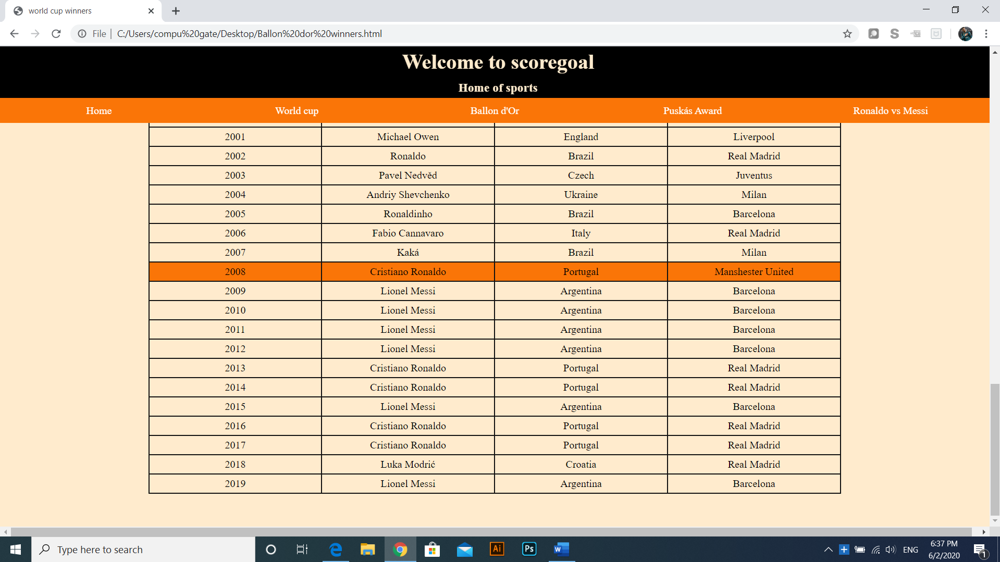 world cup winners
File | C:/Users/compu%20gate/Desktop/Ballon%20dor%20winners.html
S
Welcome to scoregoal
Home of sports
Home World cup Ballon d'Or Puskás Award Ronaldo vs Messi
2001 Michael Owen England Liverpool
2002 Ronaldo Brazil Real Madrid
2003 Pavel Nedvěd Czech Juventus
2004 Andriy Shevchenko Ukraine Milan
2005 Ronaldinho Brazil Barcelona
2006 Fabio Cannavaro Italy Real Madrid
2007 Kaká Brazil Milan
2008 Cristiano Ronaldo Portugal Manshester United
2009 Lionel Messi Argentina Barcelona
2010 Lionel Messi Argentina Barcelona
2011 Lionel Messi Argentina Barcelona
2012 Lionel Messi Argentina Barcelona
2013 Cristiano Ronaldo Portugal Real Madrid
2014 Cristiano Ronaldo Portugal Real Madrid
2015 Lionel Messi Argentina Barcelona
2016 Cristiano Ronaldo Portugal Real Madrid
2017 Cristiano Ronaldo Portugal Real Madrid
2018 Luka Modrić Croatia Real Madrid
2019 Lionel Messi Argentina Barcelona
Type here to search
Ai
Ps
W
ENG
6:37 PM
6/2/2020
1